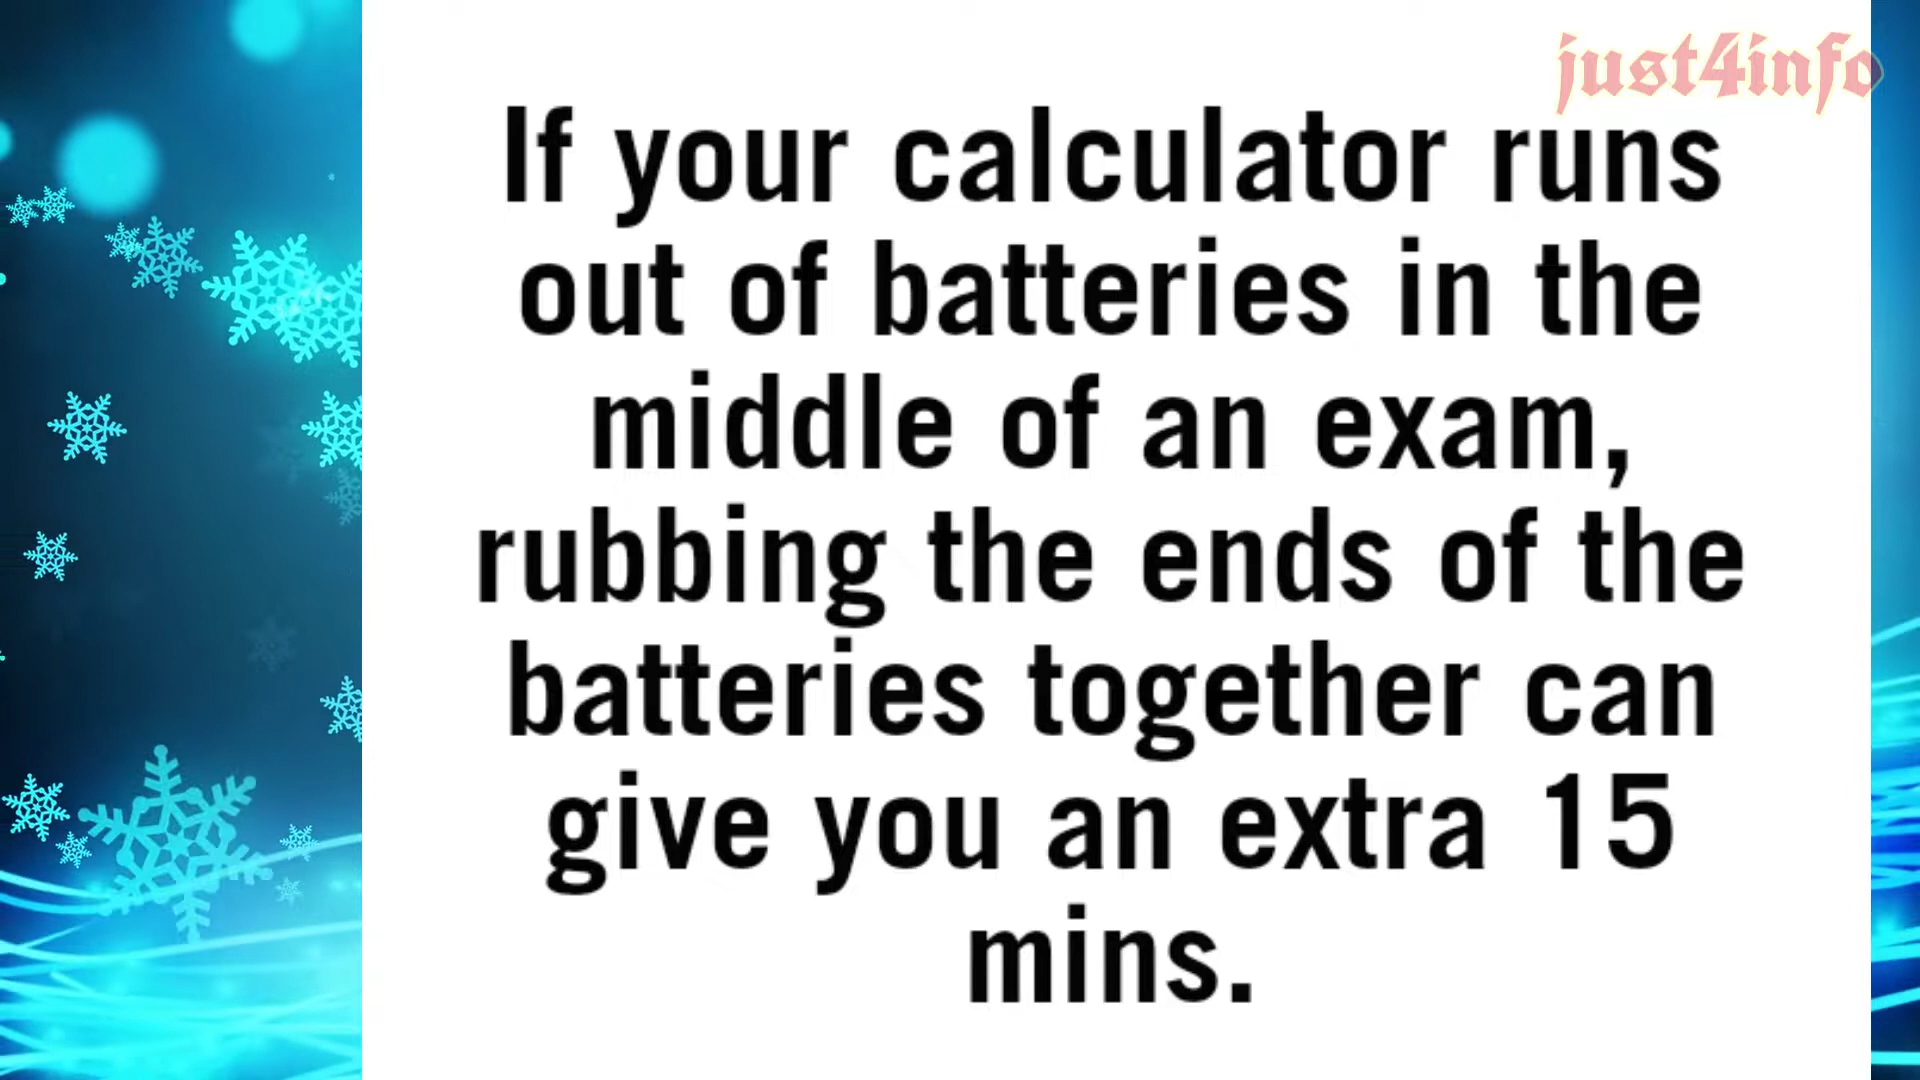 just4info
If your calculator runs
out of batteries in the
middle of an exam,
rubbing the ends of the
batteries together can
give you an extra 15
mins.